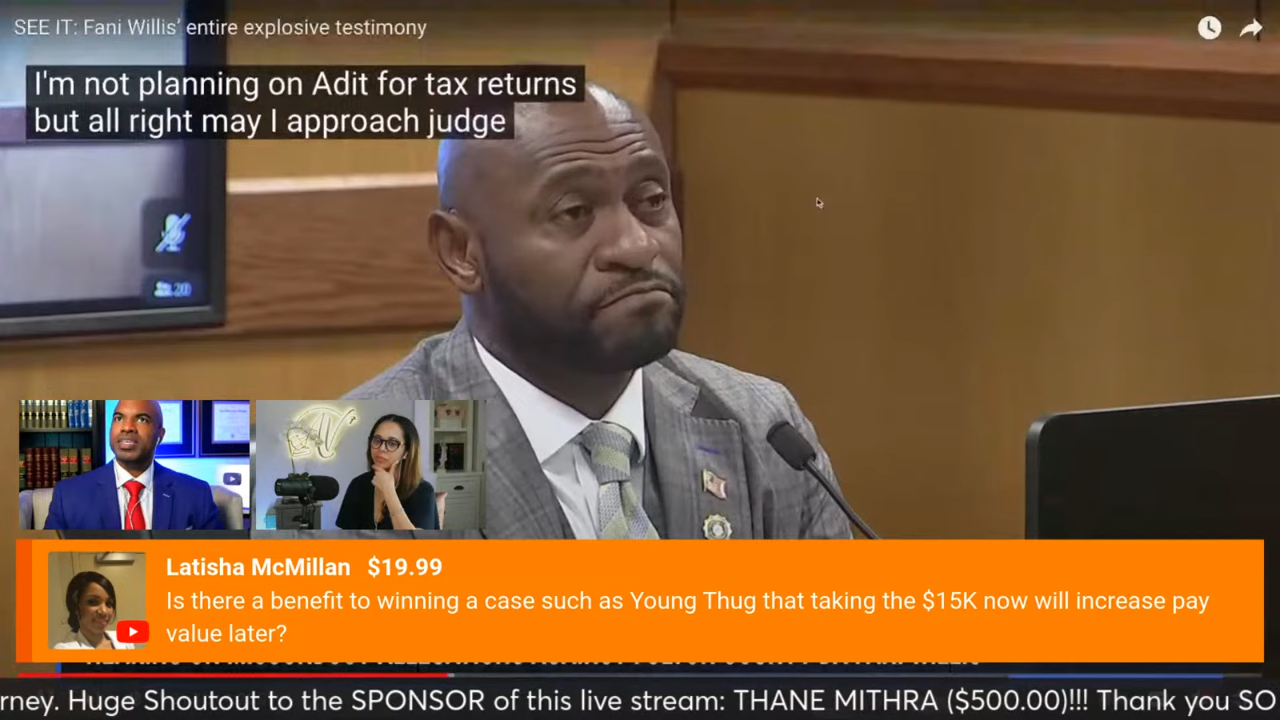 SEE IT: Fani Willis' entire explosive testimony
I'm not planning on Adit for tax returns
but all right may I approach judge
20
Latisha McMillan $19.99
Is there a benefit to winning a case such as Young Thug that taking the $15K now will increase pay
value later?
rney. Huge Shoutout to the SPONSOR of this live stream: THANE MITHRA ($500.00)!!! Thank you SO